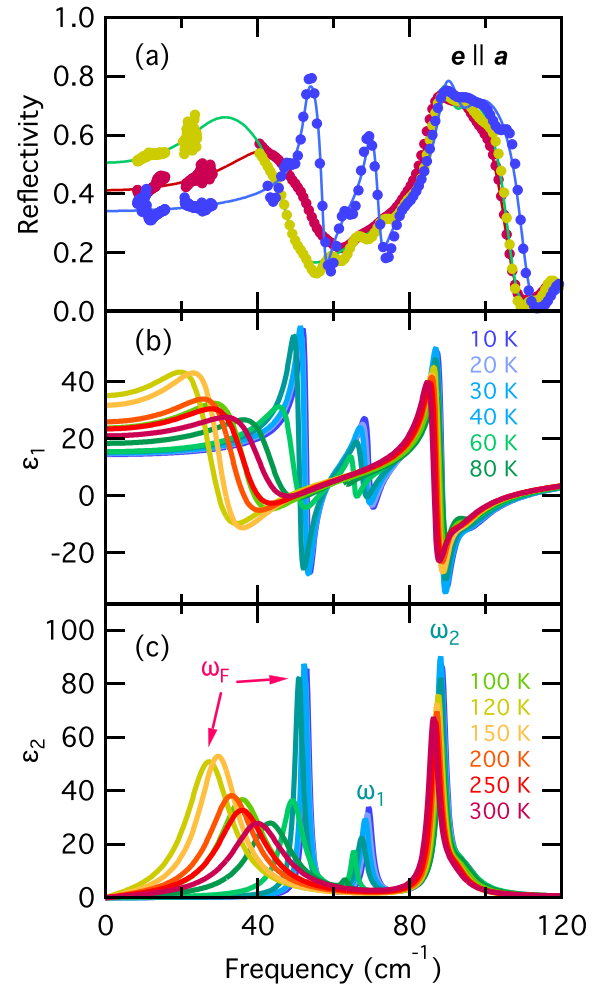 (a)
e || a
1.0
0.8
0.6
0.4
0.2
0.0
Reflectivity
(b)
10 K
20 K
30 K
40 K
60 K
80 K
40
20
0
-20
ε1
(c)
ω2
ωF
ω1
100 K
120 K
150 K
200 K
250 K
300 K
100
80
60
40
20
0
ε2
0 40 80 120
Frequency (cm-1)